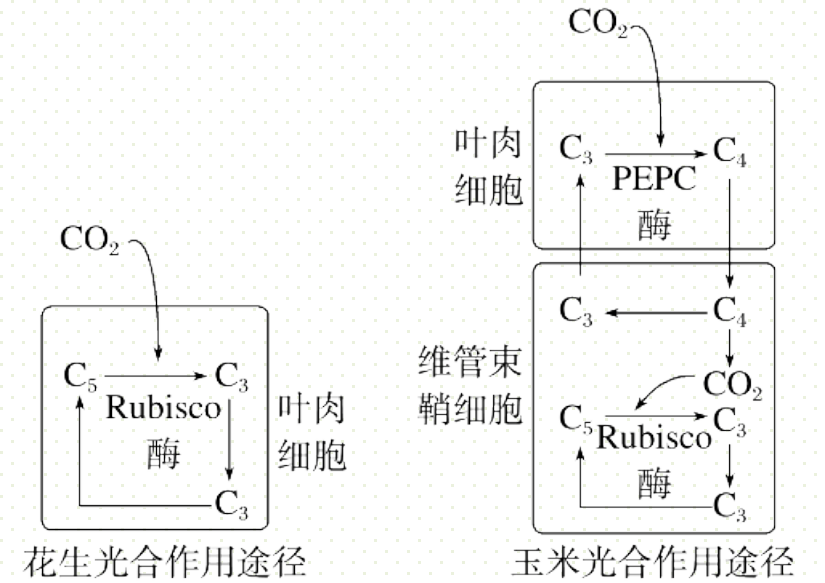 CO₂
C₅
C₃
Rubisco
酶
C₃
叶肉
细胞
花生光合作用途径
CO₂
叶肉
细胞
C₃
C₄
PEPC
酶
C₃
C₄
维管束
鞘细胞
CO₂
C₅
C₃
Rubisco
酶
C₃
玉米光合作用途径